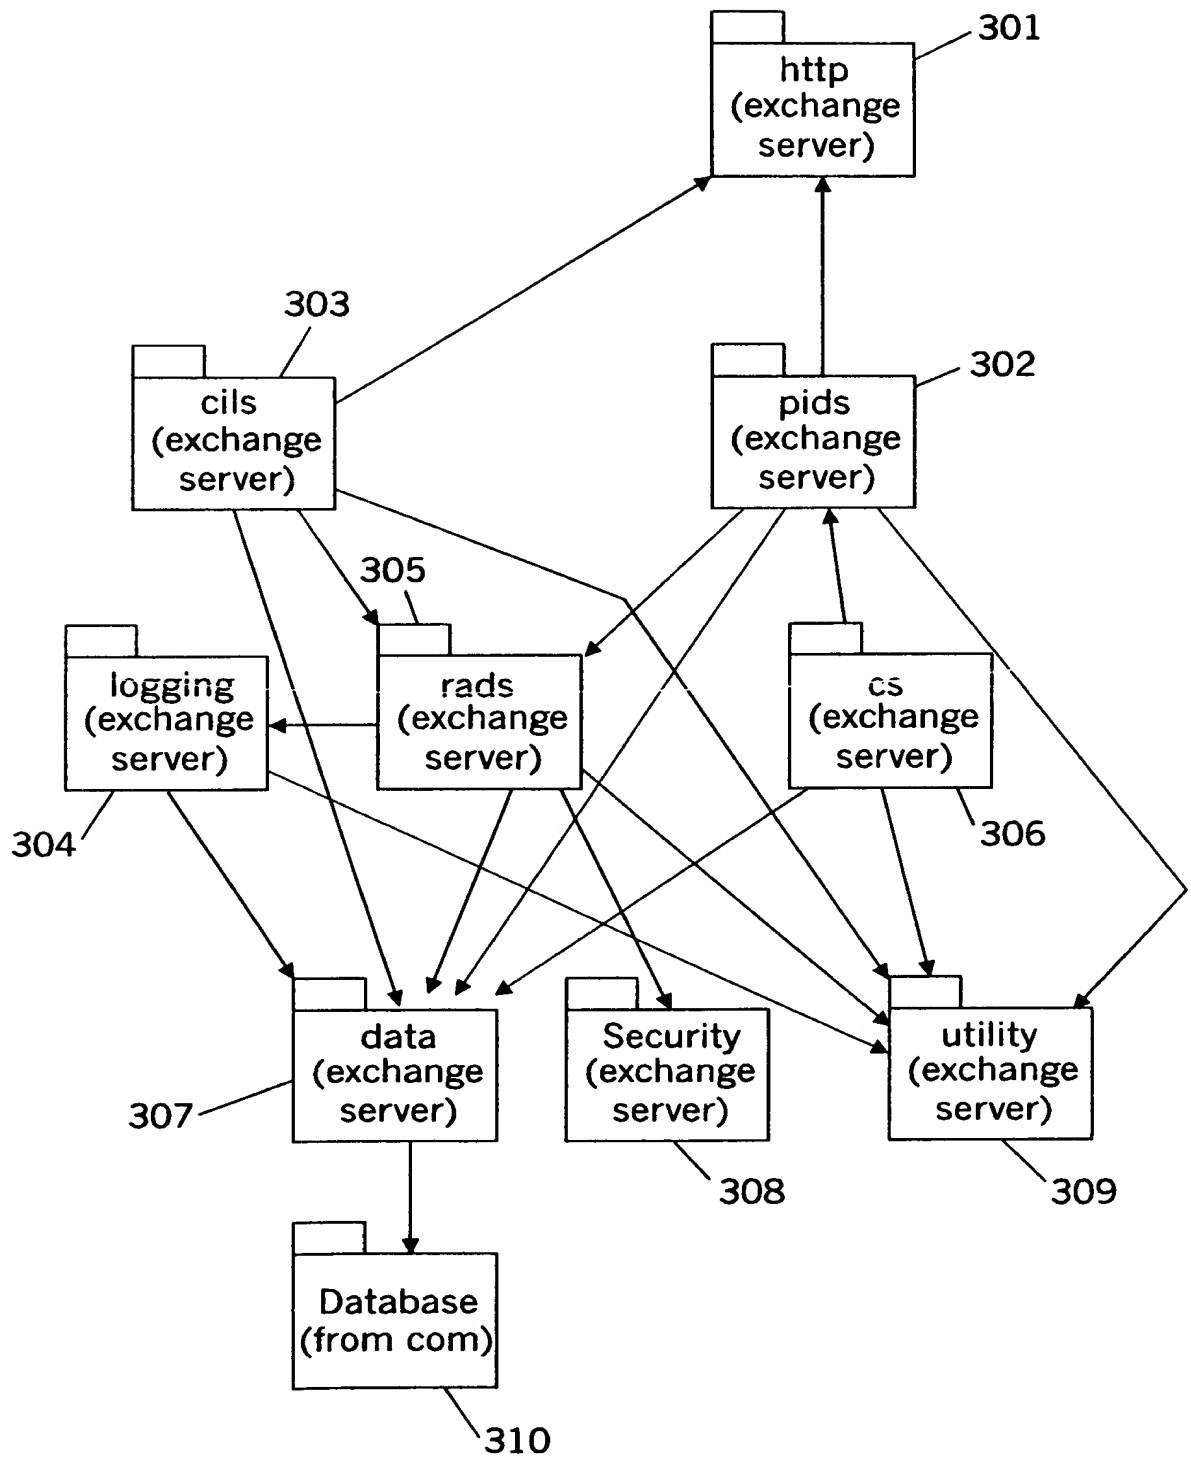 301
http
(exchange
server)
303
302
cils
(exchange
server)
pids
(exchange
server)
305
logging
(exchange
server)
rads
(exchange
server)
cs
(exchange
server)
304
306
data
(exchange
server)
Security
(exchange
server)
utility
(exchange
server)
307
308
309
Database
(from com)
310